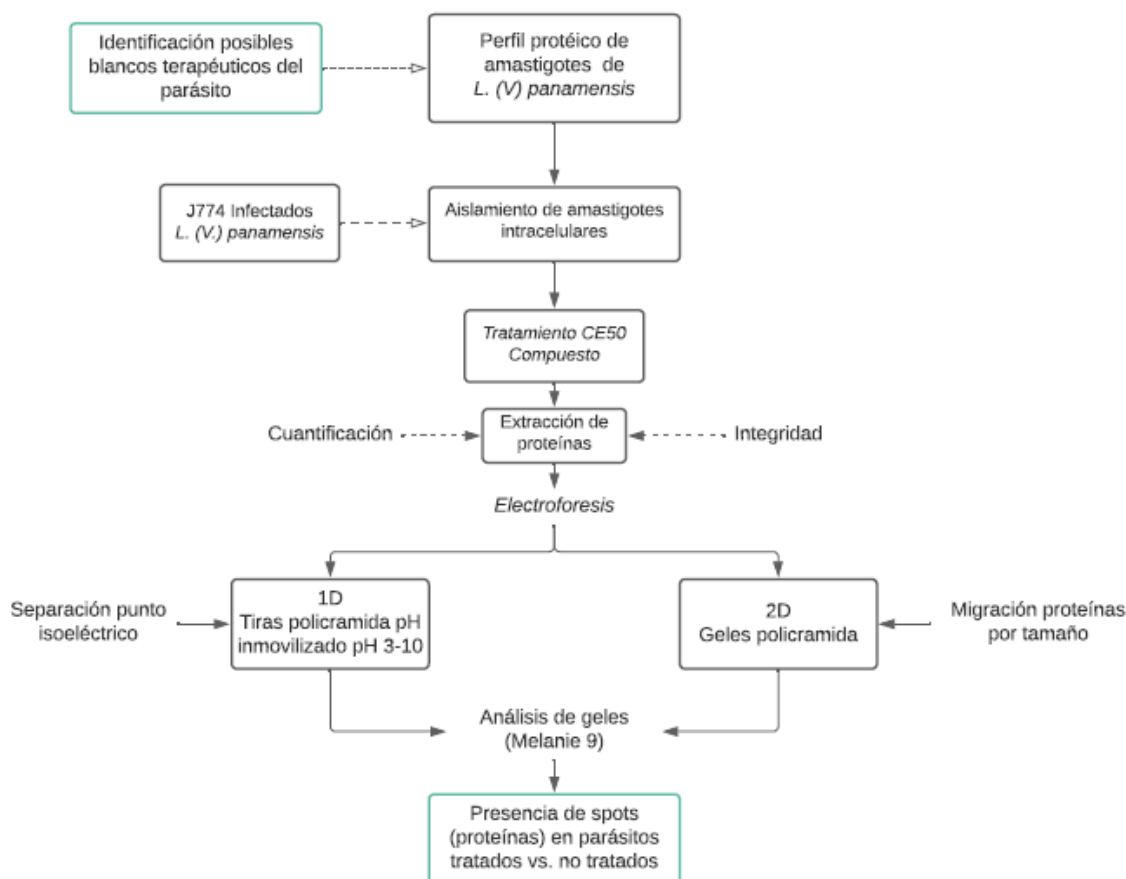 Identificación posibles
blancos terapéuticos del
parásito
Perfil protéico de
amastigotes de
L. (V) panamensis
J774 Infectados
L. (V.) panamensis
Aislamiento de amastigotes
intracelulares
Tratamiento CE50
Compuesto
Cuantificación
Extracción de
proteínas
Integridad
Electroforesis
Separación punto
isoeléctrico
1D
Tiras policramida pH
inmovilizado pH 3-10
2D
Geles policramida
Migración proteínas
por tamaño
Análisis de geles
(Melanie 9)
Presencia de spots
(proteínas) en parásitos
tratados vs. no tratados